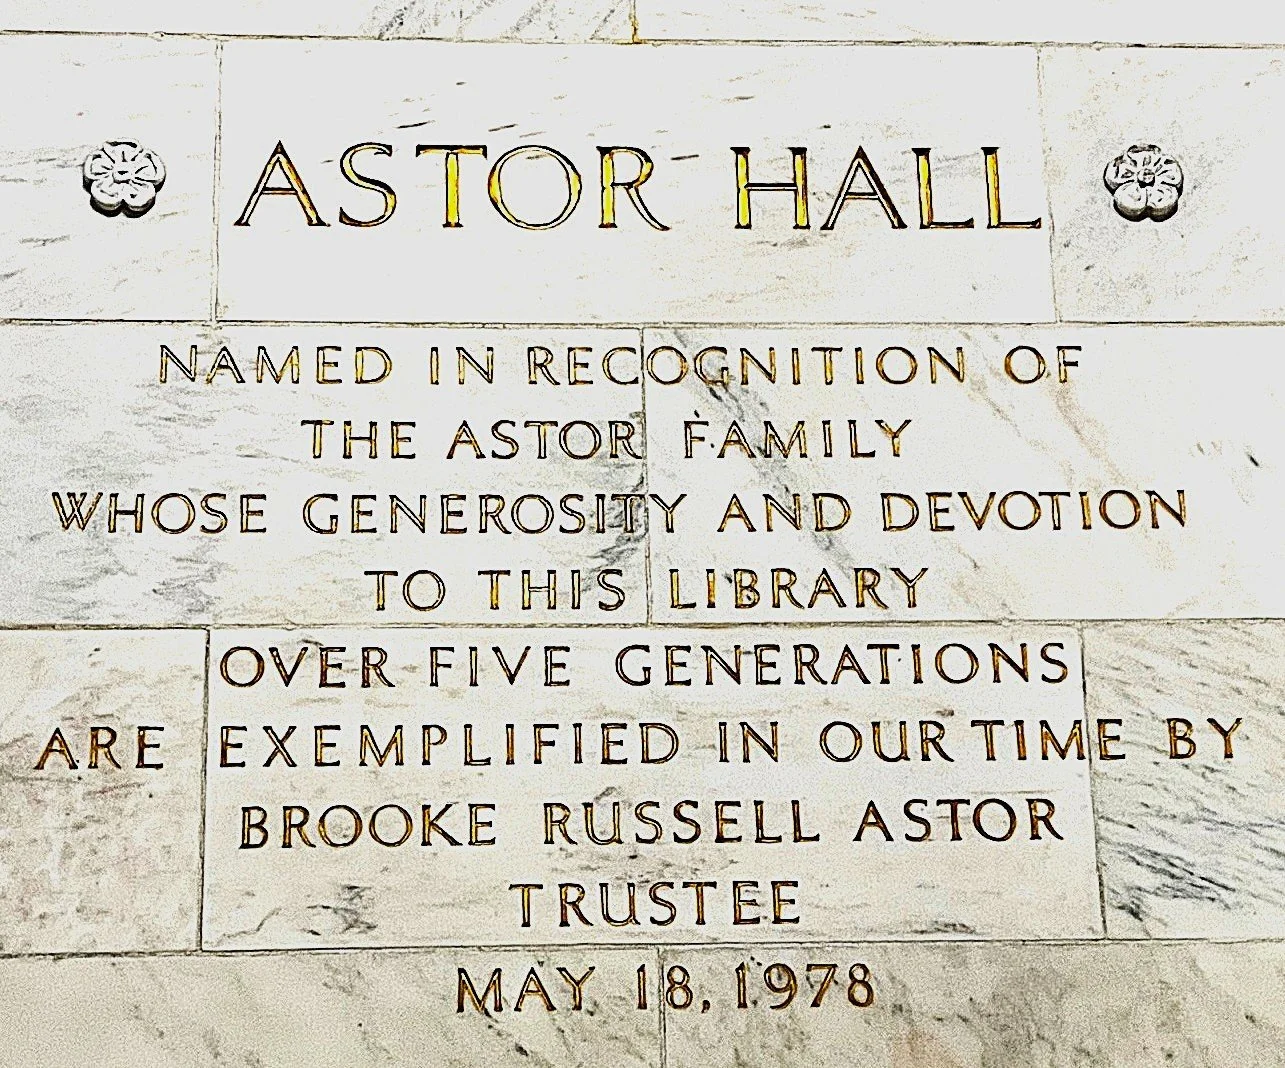 ASTOR HALL
NAMED IN RECOGNITION OF
THE ASTOR FAMILY
WHOSE GENEROSITY AND DEVOTION
TO THIS LIBRARY
OVER FIVE GENERATIONS
ARE EXEMPLIFIED IN OUR TIME BY
BROOKE RUSSELL ASTOR
TRUSTEE
MAY 18, 1978